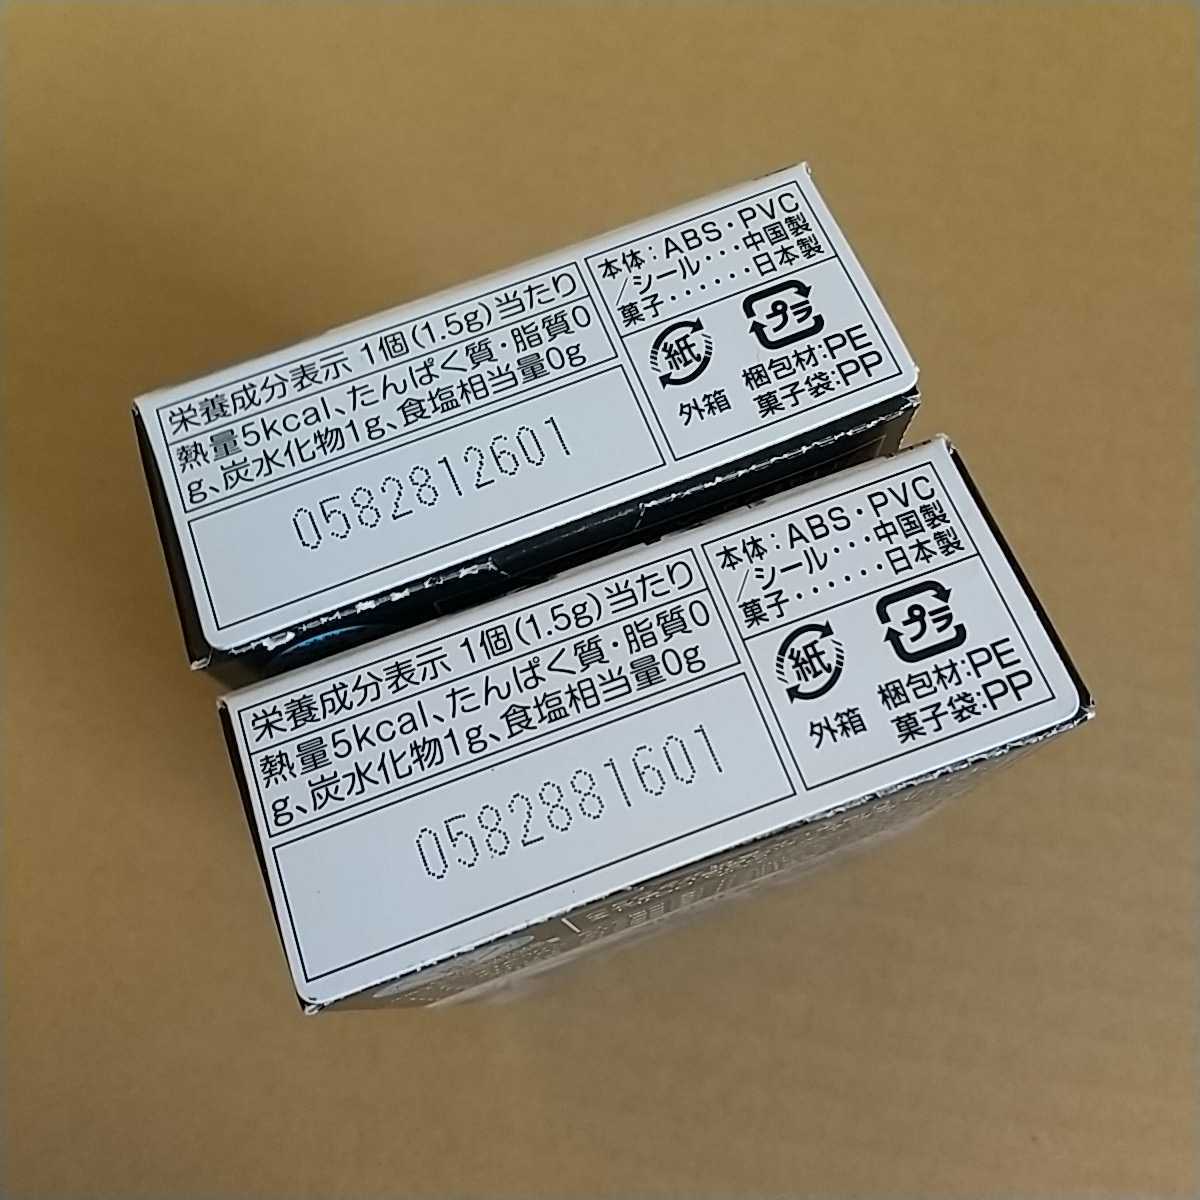 栄養成分表示 1個(1.5g)当たり
熱量5kcal、たんぱく質・脂質0
g、炭水化物1g、食塩相当量0g
0582812601
本体：ABS・PVC
／シール・・・中国製
菓子・・・・・・日本製
紙
外箱
プラ
梱包材:PE
菓子袋:PP
栄養成分表示 1個(1.5g)当たり
熱量5kcal、たんぱく質・脂質0
g、炭水化物1g、食塩相当量0g
0582881601
本体：ABS・PVC
／シール・・・中国製
菓子・・・・・・日本製
紙
外箱
プラ
梱包材:PE
菓子袋:PP